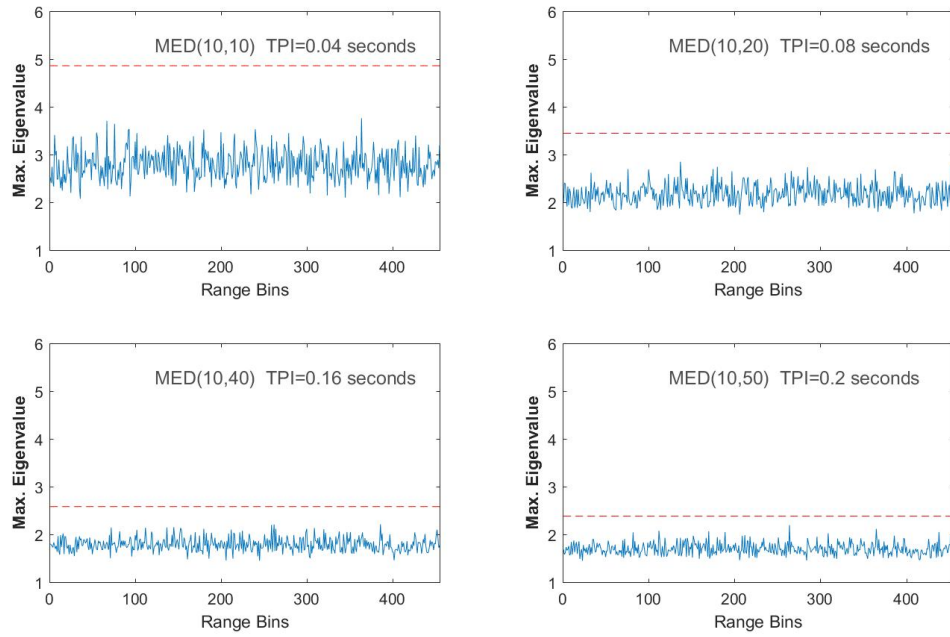 6
5
4
3
2
1
Max. Eigenvalue
MED(10,10) TPI=0.04 seconds
0 100 200 300 400
Range Bins
6
5
4
3
2
1
Max. Eigenvalue
MED(10,20) TPI=0.08 seconds
0 100 200 300 400
Range Bins
6
5
4
3
2
1
Max. Eigenvalue
MED(10,40) TPI=0.16 seconds
0 100 200 300 400
Range Bins
6
5
4
3
2
1
Max. Eigenvalue
MED(10,50) TPI=0.2 seconds
0 100 200 300 400
Range Bins